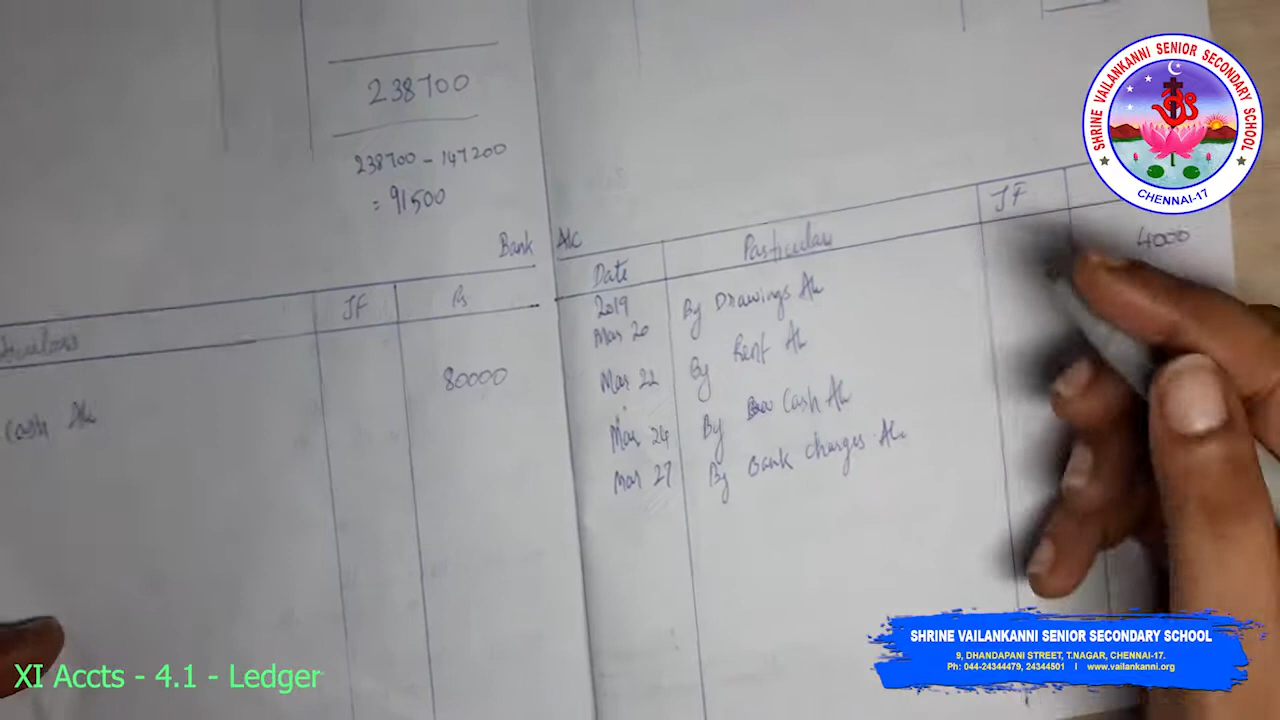 238700
238700 - 147200
= 91500
Bank A/c
JF
Rs
Date
Particulars
JF
cash A/c
80000
2019
Mar 20
By Drawings A/c
4000
Mar 22
By Rent A/c
Mar 24
By Cash A/c
Mar 27
By Bank charges A/c
SHRINE VAILANKANNI SENIOR SECONDARY SCHOOL
CHENNAI-17
SHRINE VAILANKANNI SENIOR SECONDARY SCHOOL
9, DHANDAPANI STREET, T.NAGAR, CHENNAI-17.
Ph: 044-24344479, 24344501 I www.vailankanni.org
XI Accts - 4.1 - Ledger